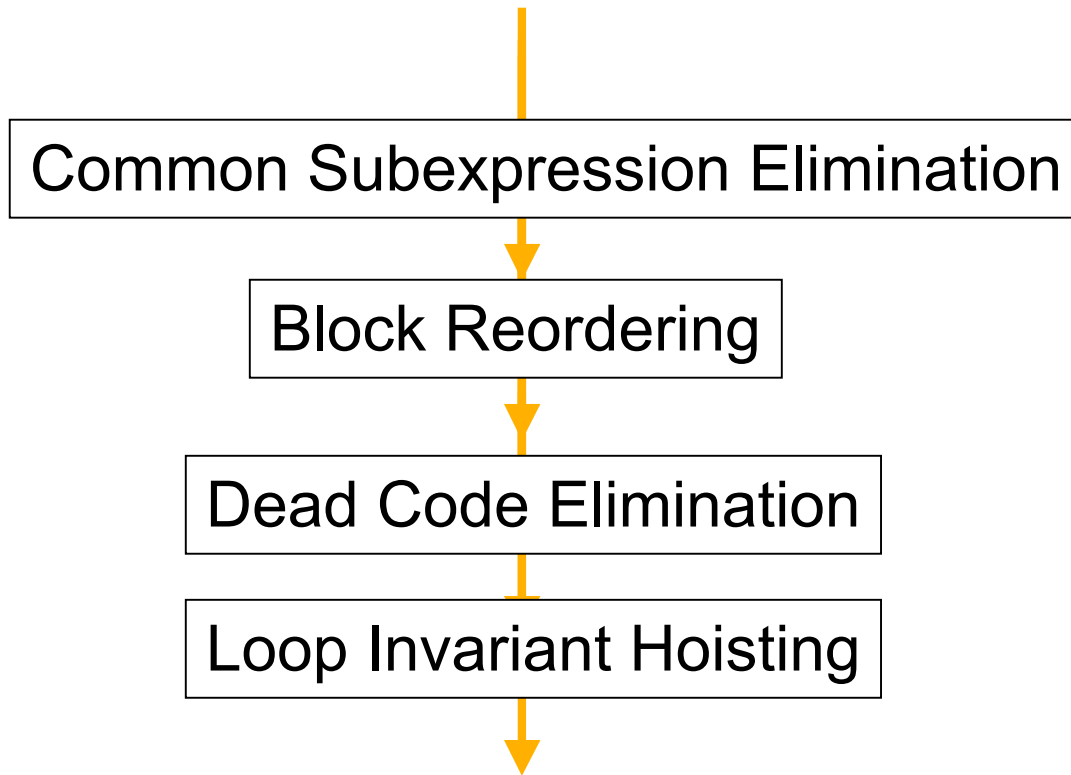 Common Subexpression Elimination
Block Reordering
Dead Code Elimination
Loop Invariant Hoisting